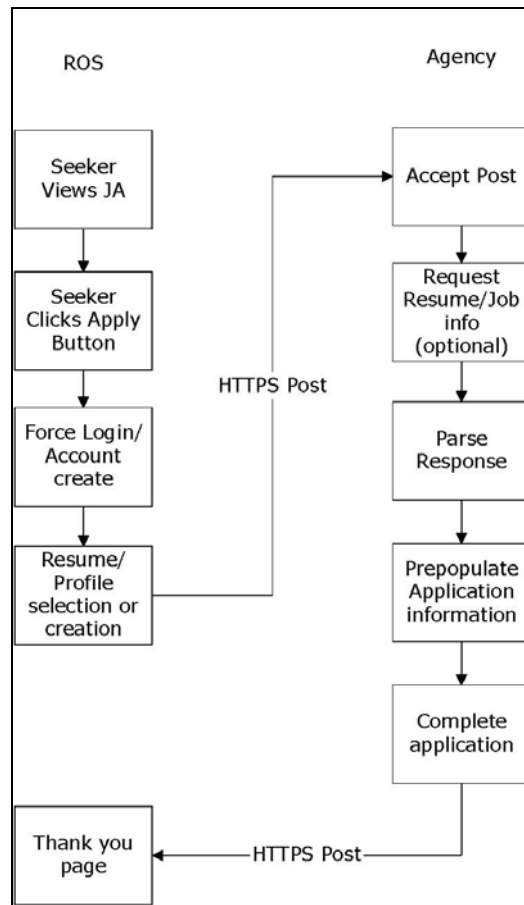 ROS
Agency
Seeker
Views JA
Accept Post
Seeker
Clicks Apply
Button
Request
Resume/Job
info
(optional)
HTTPS Post
Force Login/
Account
create
Parse
Response
Resume/
Profile
selection or
creation
Prepopulate
Application
information
Complete
application
Thank you
page
HTTPS Post